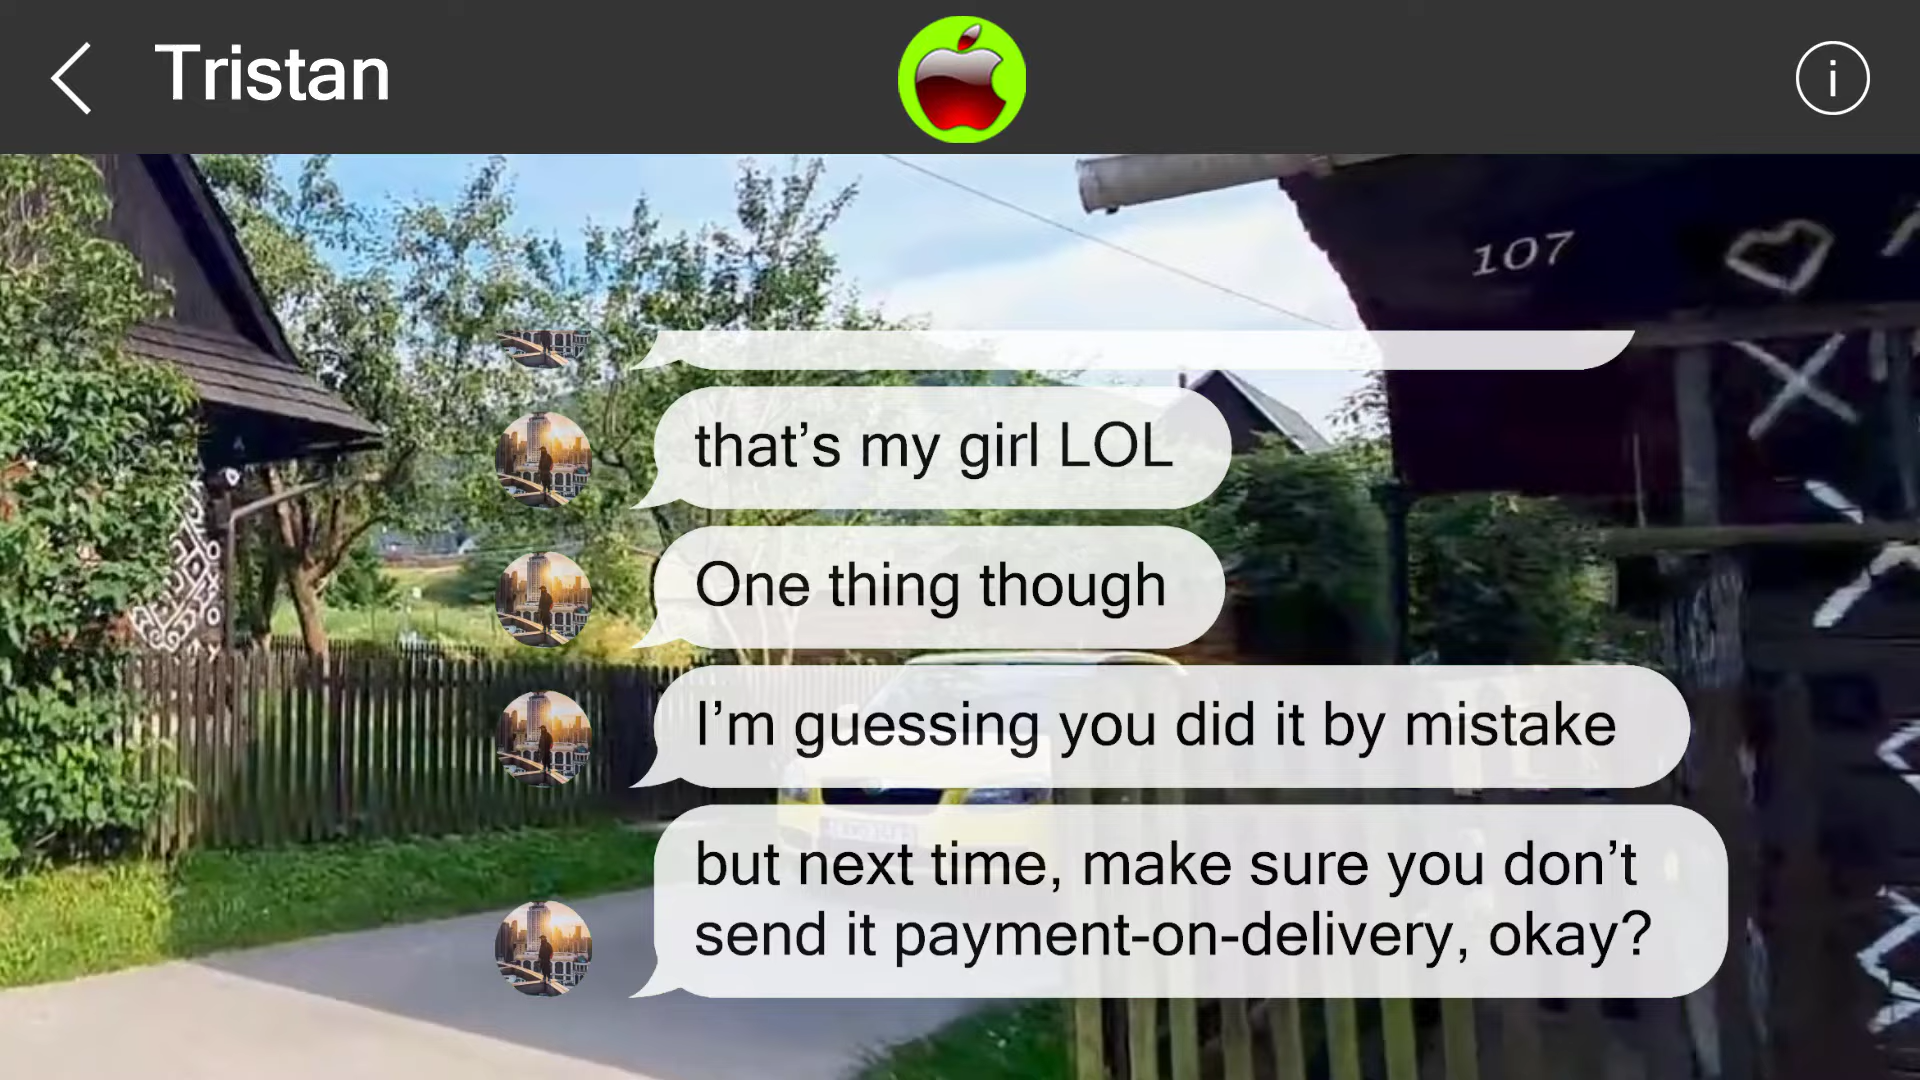 Tristan
i
107
that's my girl LOL
One thing though
I'm guessing you did it by mistake
but next time, make sure you don't
send it payment-on-delivery, okay?